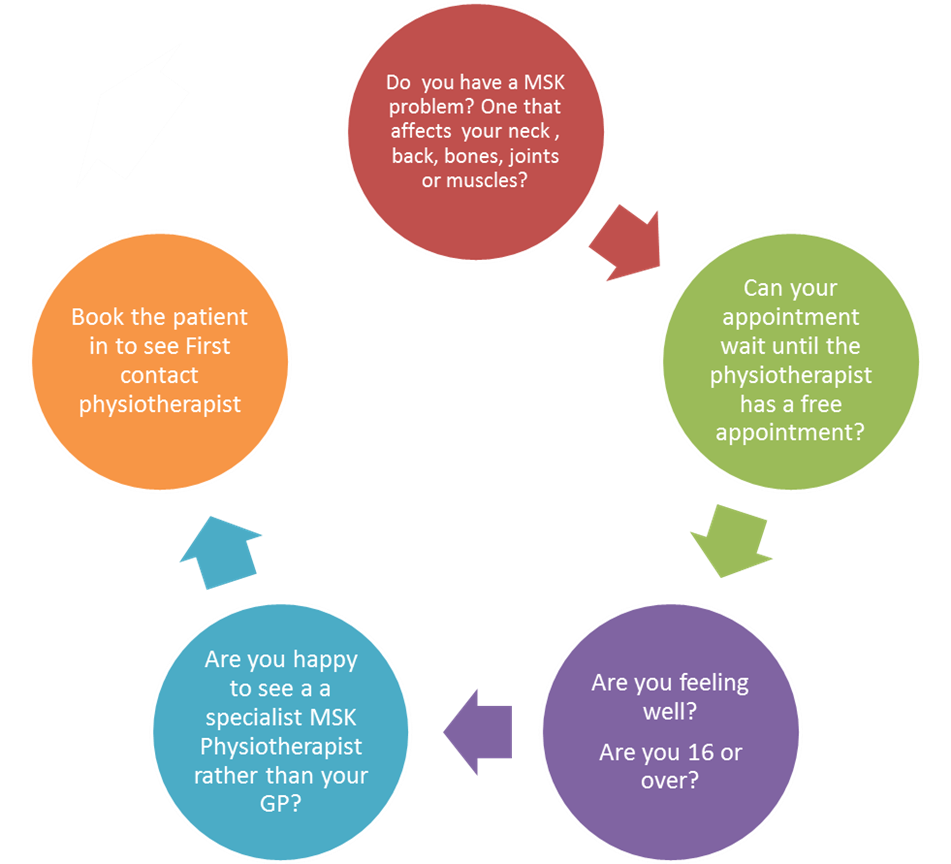 Do  you have a MSK
problem? One that
affects  your neck ,
back, bones, joints
or muscles?
Can your
appointment
wait until the
physiotherapist
has a free
appointment?
Are you feeling
well?
Are you 16 or
over?
Are you happy
to see a a
specialist MSK
Physiotherapist
rather than your
GP?
Book the patient
in to see First
contact
physiotherapist